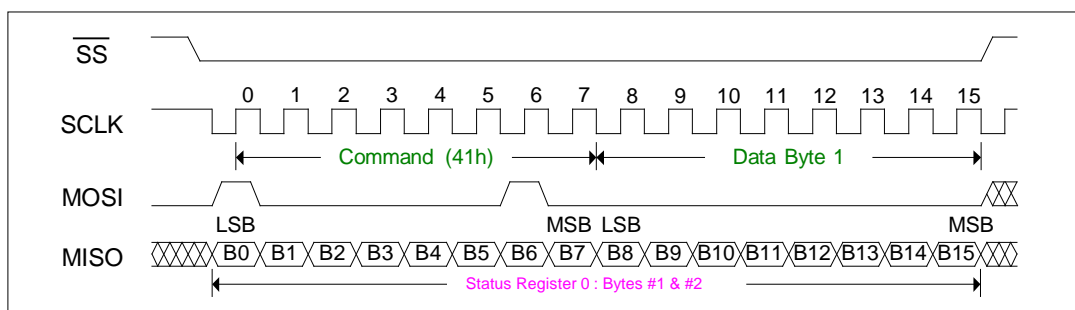 SS
0 1 2 3 4 5 6 7 8 9 10 11 12 13 14 15
SCLK
Command (41h) Data Byte 1
MOSI
LSB MSB LSB MSB
MISO B0 B1 B2 B3 B4 B5 B6 B7 B8 B9 B10 B11 B12 B13 B14 B15
Status Register 0 : Bytes #1 & #2